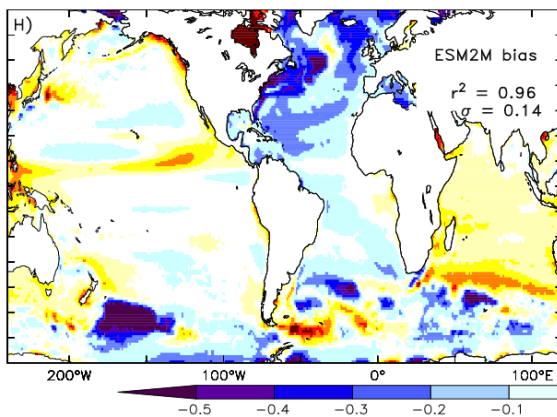 H)
ESM2M bias
r² = 0.96
σ = 0.14
200°W 100°W 0° 100°E
−0.5 −0.4 −0.3 −0.2 −0.1